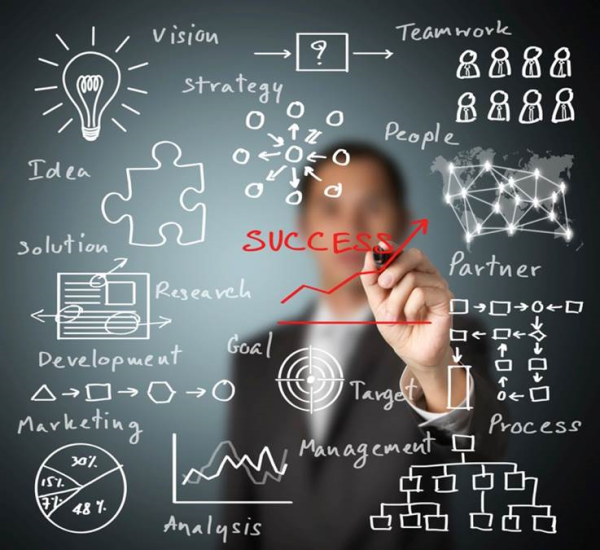 Vision
?
Teamwork
Strategy
People
Idea
SUCCESS
Solution
Partner
Research
Goal
Development
Target
Marketing
Process
Management
30%
15%
7%
48%
Analysis